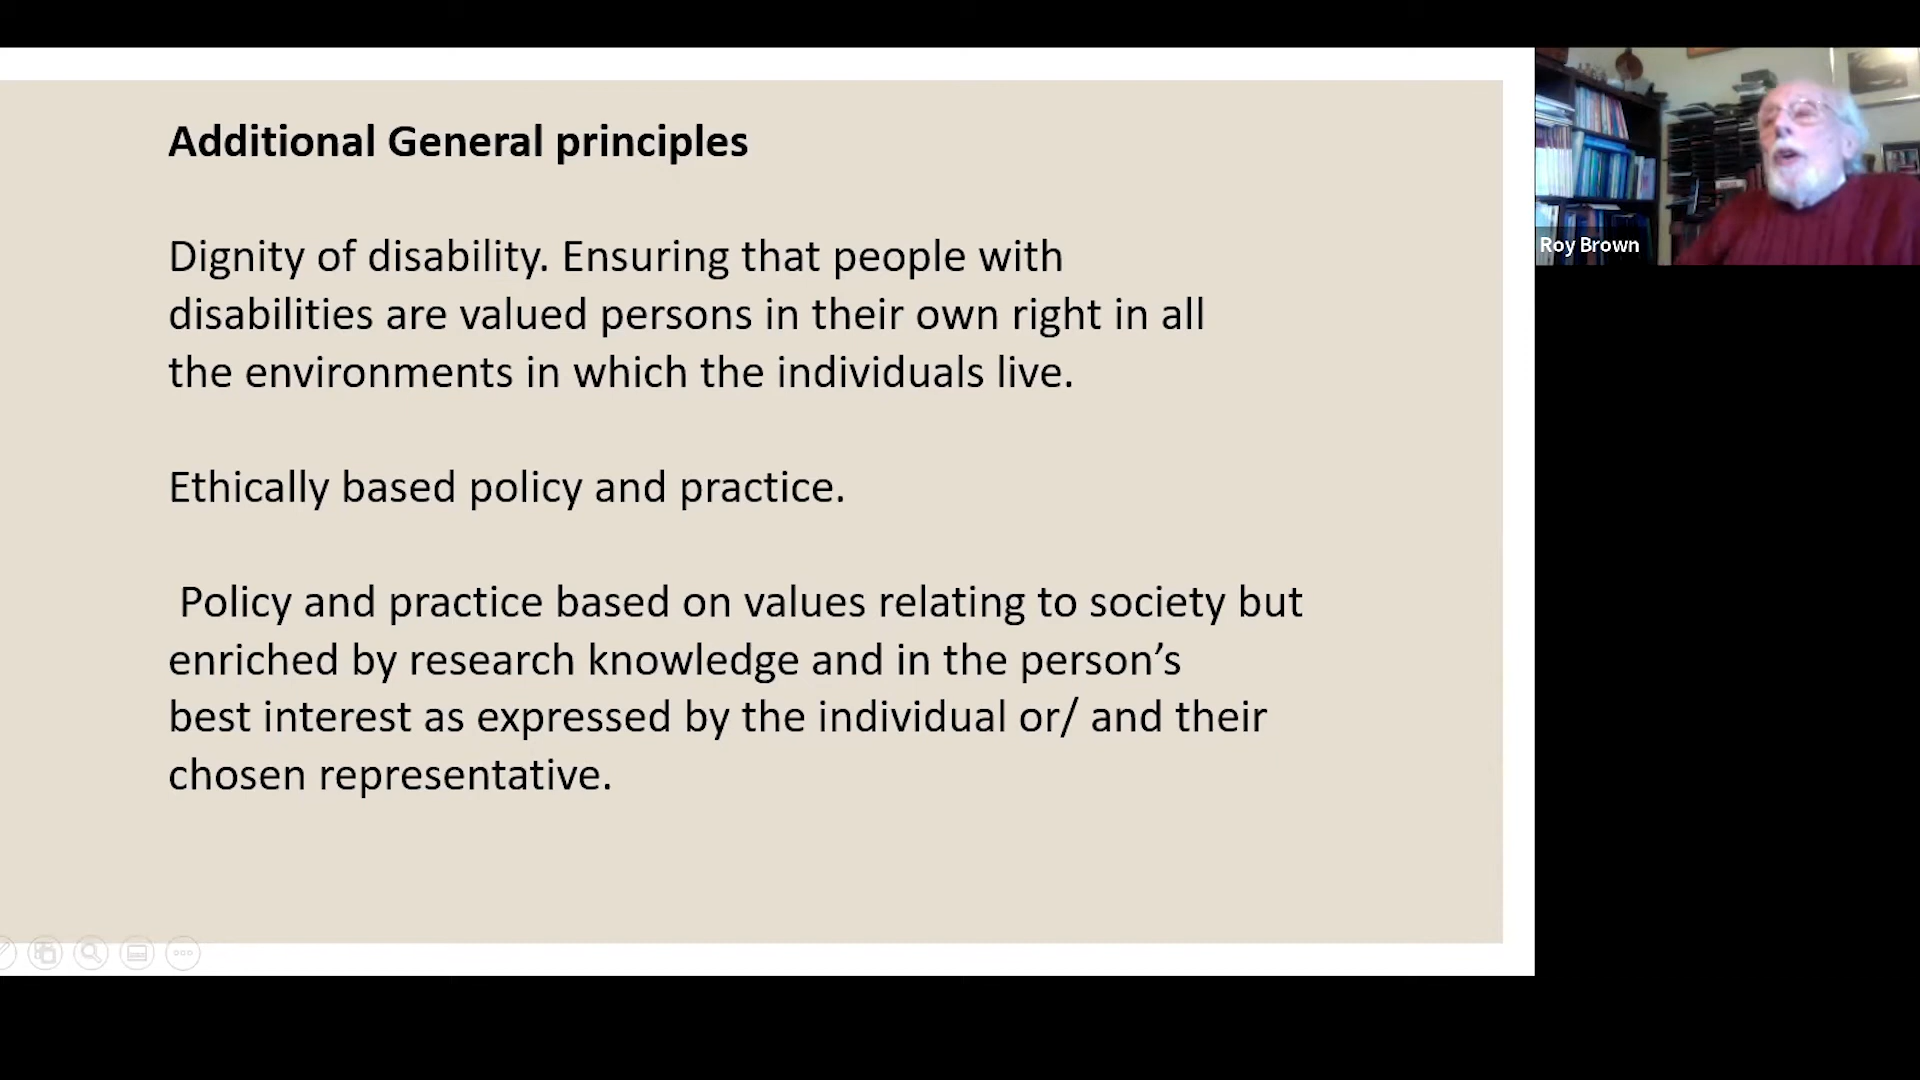 Additional General principles
Dignity of disability. Ensuring that people with
disabilities are valued persons in their own right in all
the environments in which the individuals live.
Ethically based policy and practice.
Policy and practice based on values relating to society but
enriched by research knowledge and in the person’s
best interest as expressed by the individual or/ and their
chosen representative.
Roy Brown